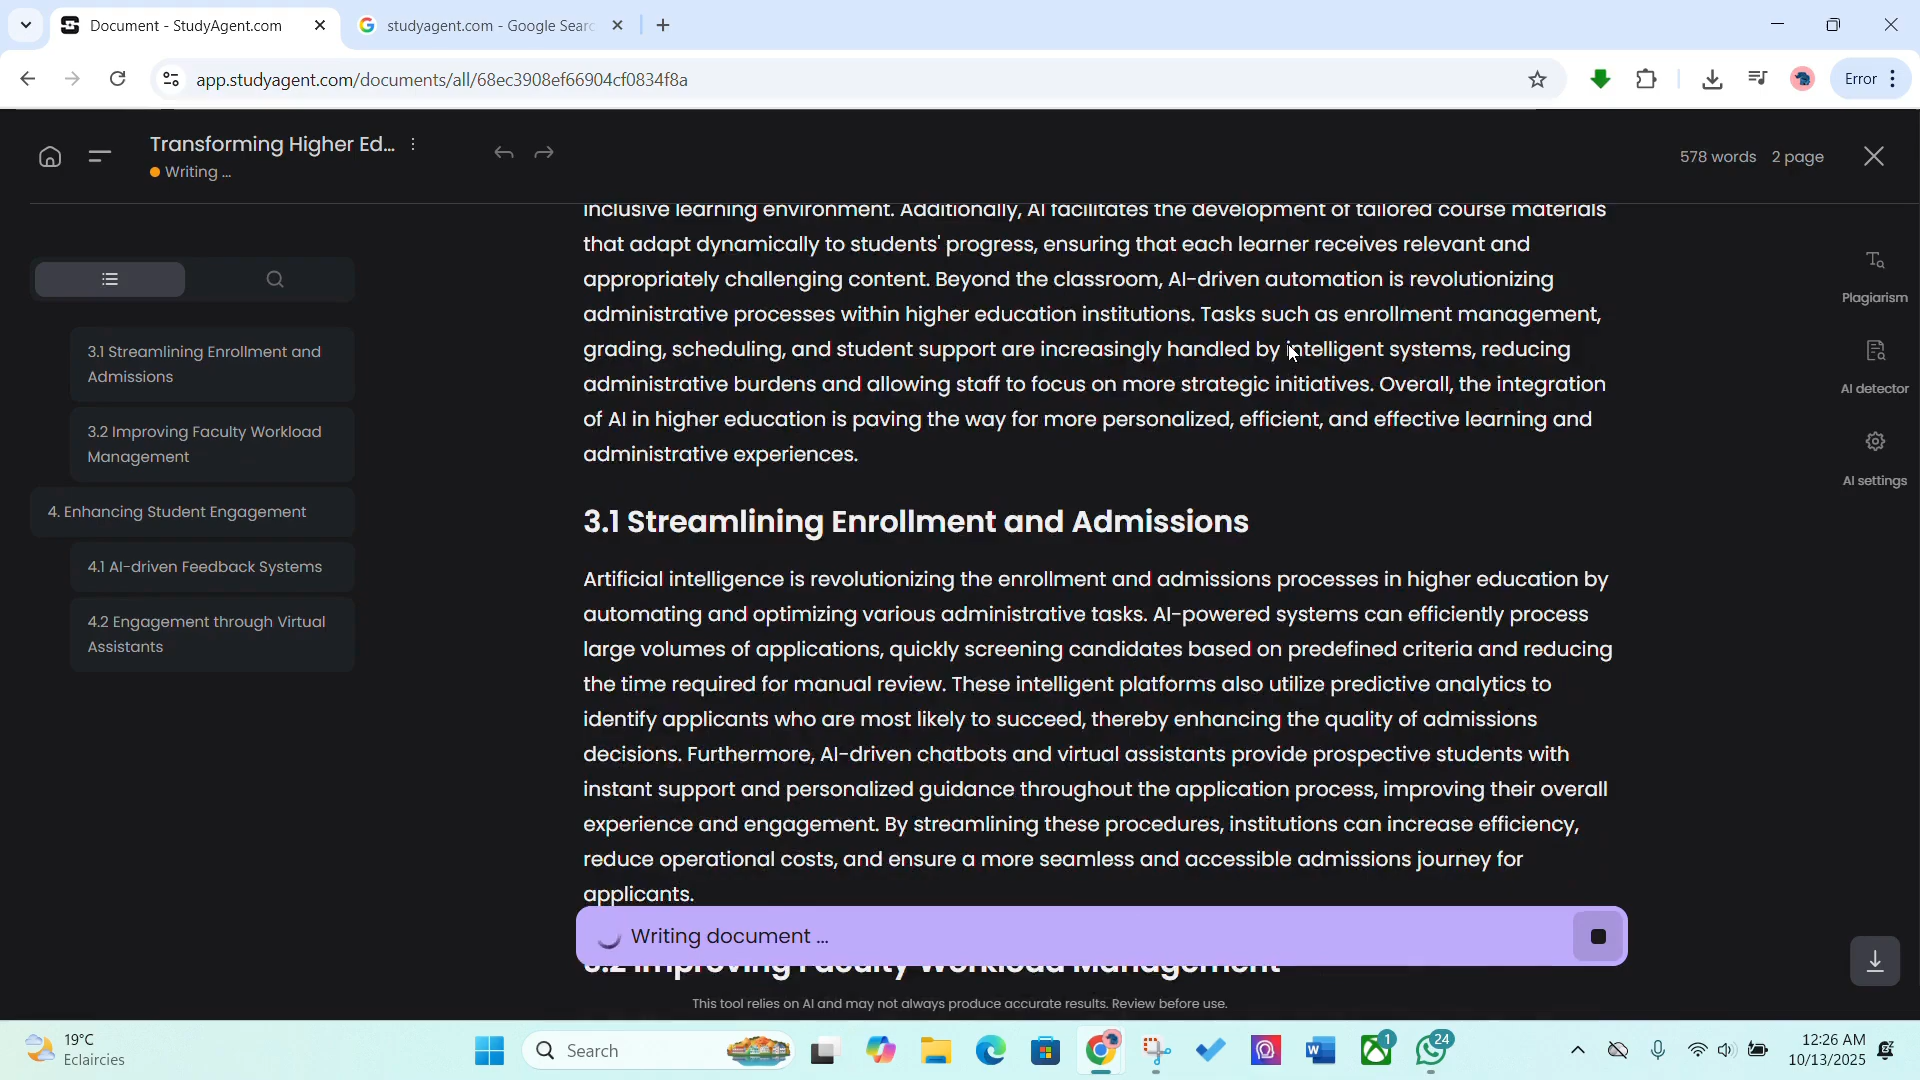 Document - StudyAgent.com
studyagent.com - Google Searc
app.studyagent.com/documents/all/68ec3908ef66904cf0834f8a
Error
Transforming Higher Ed...
Writing ...
578 words 2 page
inclusive learning environment. Additionally, AI facilitates the development of tailored course materials
that adapt dynamically to students' progress, ensuring that each learner receives relevant and
appropriately challenging content. Beyond the classroom, AI-driven automation is revolutionizing
administrative processes within higher education institutions. Tasks such as enrollment management,
grading, scheduling, and student support are increasingly handled by intelligent systems, reducing
administrative burdens and allowing staff to focus on more strategic initiatives. Overall, the integration
of AI in higher education is paving the way for more personalized, efficient, and effective learning and
administrative experiences.
3.1 Streamlining Enrollment and Admissions
Artificial intelligence is revolutionizing the enrollment and admissions processes in higher education by
automating and optimizing various administrative tasks. AI-powered systems can efficiently process
large volumes of applications, quickly screening candidates based on predefined criteria and reducing
the time required for manual review. These intelligent platforms also utilize predictive analytics to
identify applicants who are most likely to succeed, thereby enhancing the quality of admissions
decisions. Furthermore, AI-driven chatbots and virtual assistants provide prospective students with
instant support and personalized guidance throughout the application process, improving their overall
experience and engagement. By streamlining these procedures, institutions can increase efficiency,
reduce operational costs, and ensure a more seamless and accessible admissions journey for
applicants.
Writing document ...
3.2 Improving Faculty Workload Management
This tool relies on AI and may not always produce accurate results. Review before use.
3.1 Streamlining Enrollment and
Admissions
3.2 Improving Faculty Workload
Management
4. Enhancing Student Engagement
4.1 AI-driven Feedback Systems
4.2 Engagement through Virtual
Assistants
Plagiarism
AI detector
AI settings
19°C
Eclaircies
Search
1
24
12:26 AM
10/13/2025